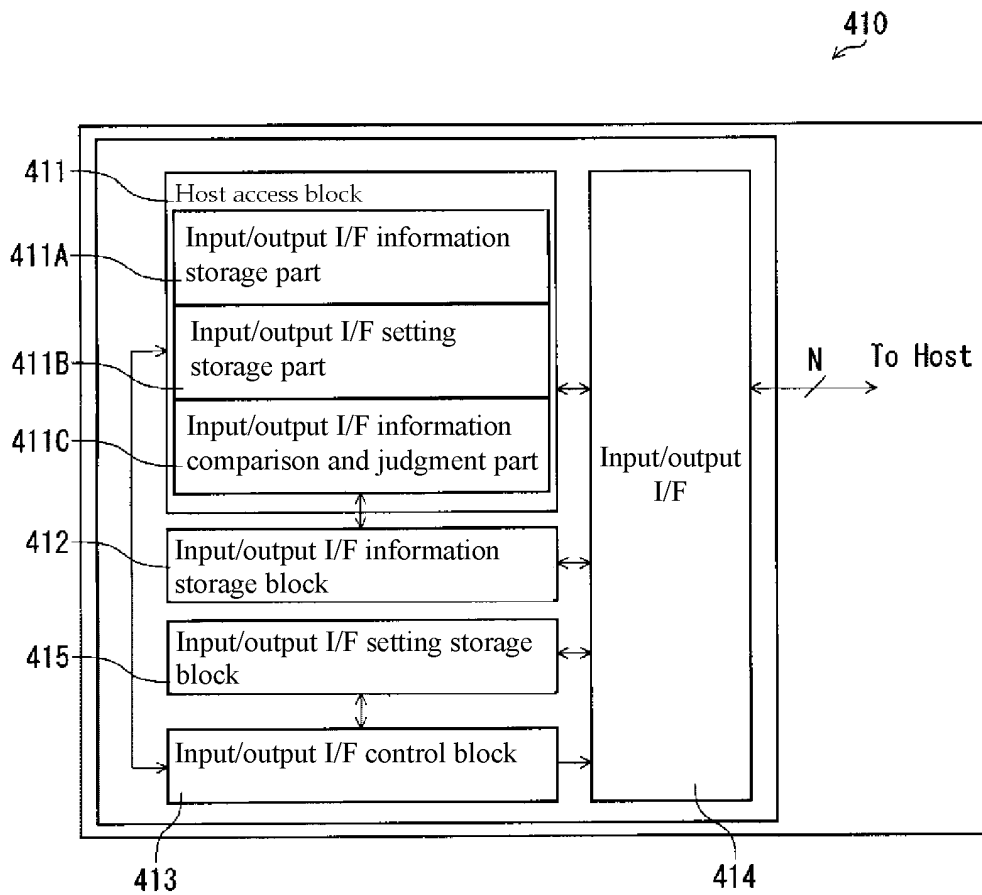 410
411
Host access block
411A
Input/output I/F information
storage part
411B
Input/output I/F setting
storage part
N
To Host
411C
Input/output I/F information
comparison and judgment part
Input/output
I/F
412
Input/output I/F information
storage block
415
Input/output I/F setting storage
block
Input/output I/F control block
413
414